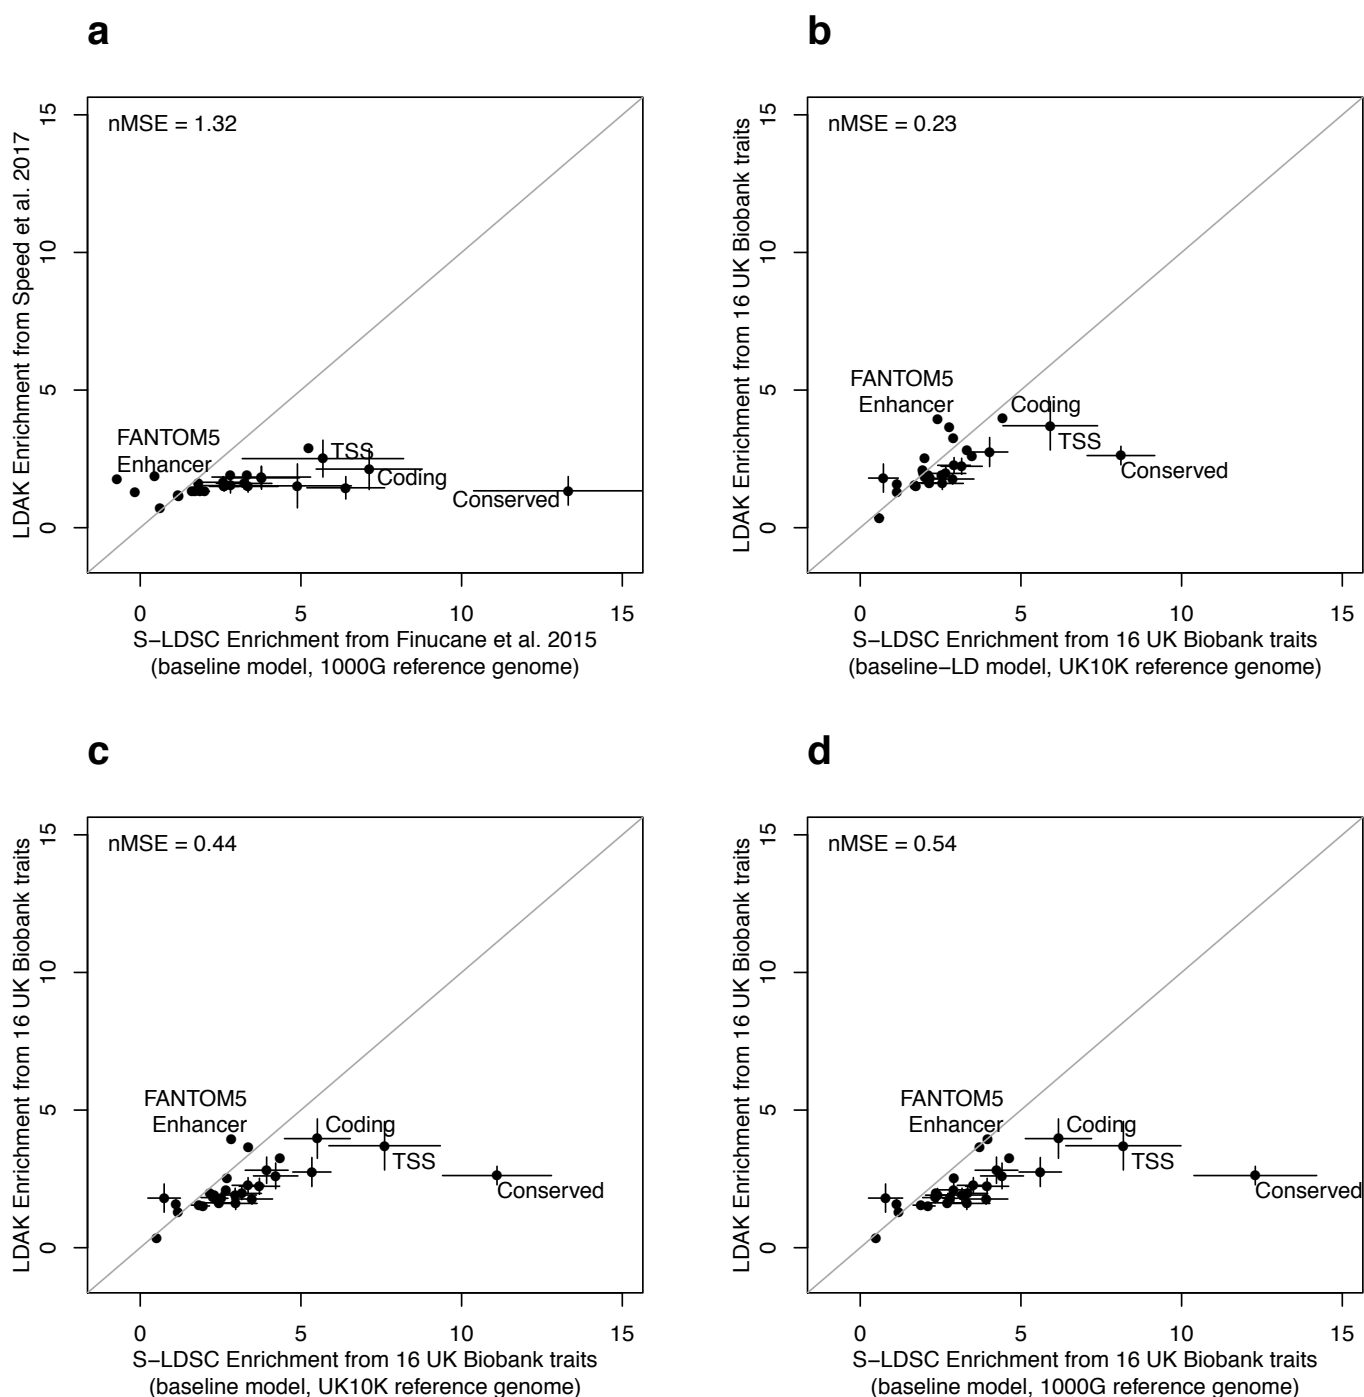 a
nMSE = 1.32
LDAK Enrichment from Speed et al. 2017
15
10
5
0
FANTOM5
Enhancer
TSS
Coding
Conserved
0 5 10 15
S−LDSC Enrichment from Finucane et al. 2015
(baseline model, 1000G reference genome)
b
nMSE = 0.23
LDAK Enrichment from 16 UK Biobank traits
15
10
5
0
FANTOM5
Enhancer
Coding
TSS
Conserved
0 5 10 15
S−LDSC Enrichment from 16 UK Biobank traits
(baseline−LD model, UK10K reference genome)
c
nMSE = 0.44
LDAK Enrichment from 16 UK Biobank traits
15
10
5
0
FANTOM5
Enhancer
Coding
TSS
Conserved
0 5 10 15
S−LDSC Enrichment from 16 UK Biobank traits
(baseline model, UK10K reference genome)
d
nMSE = 0.54
LDAK Enrichment from 16 UK Biobank traits
15
10
5
0
FANTOM5
Enhancer
Coding
TSS
Conserved
0 5 10 15
S−LDSC Enrichment from 16 UK Biobank traits
(baseline model, 1000G reference genome)